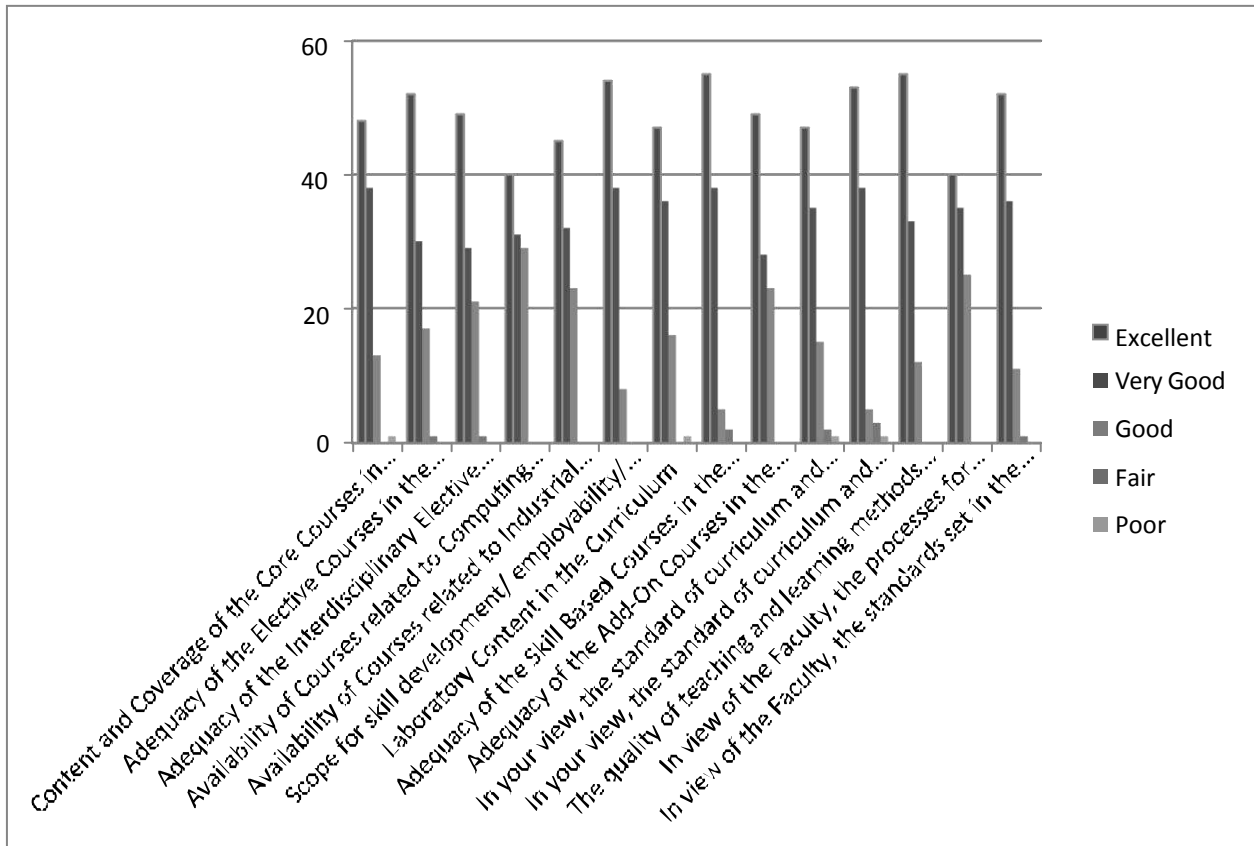 60
40
20
0
Content and Coverage of the Core Courses in...
Adequacy of the Elective Courses in the...
Adequacy of the Interdisciplinary Elective...
Availability of Courses related to Computing...
Availability of Courses related to Industrial...
Scope for skill development/ employability/...
Laboratory Content in the Curriculum
Adequacy of the Skill Based Courses in the...
Adequacy of the Add-On Courses in the...
In your view, the standard of curriculum and...
In your view, the standard of curriculum and...
The quality of teaching and learning methods...
In view of the Faculty, the processes for...
In view of the Faculty, the standards set in the...
Excellent
Very Good
Good
Fair
Poor